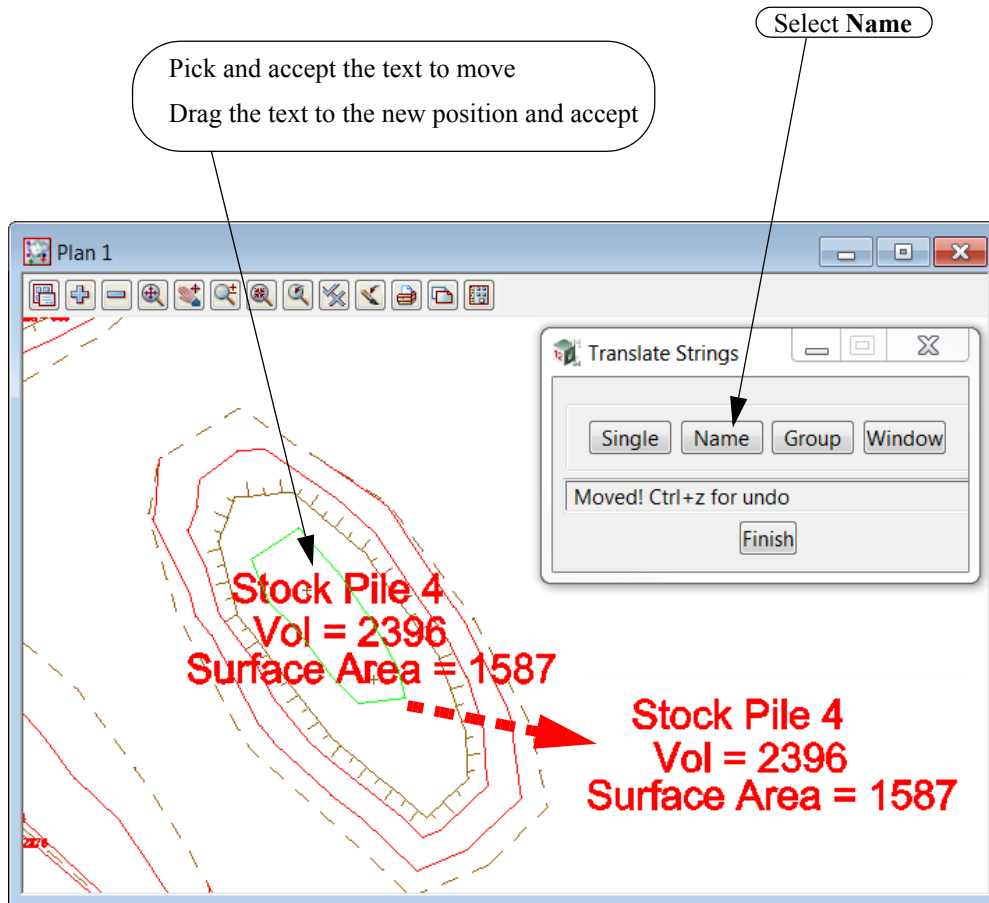 Select Name
Pick and accept the text to move
Drag the text to the new position and accept
Plan 1
Translate Strings
Single Name Group Window
Moved! Ctrl+z for undo
Finish
Stock Pile 4
Vol = 2396
Surface Area = 1587
Stock Pile 4
Vol = 2396
Surface Area = 1587